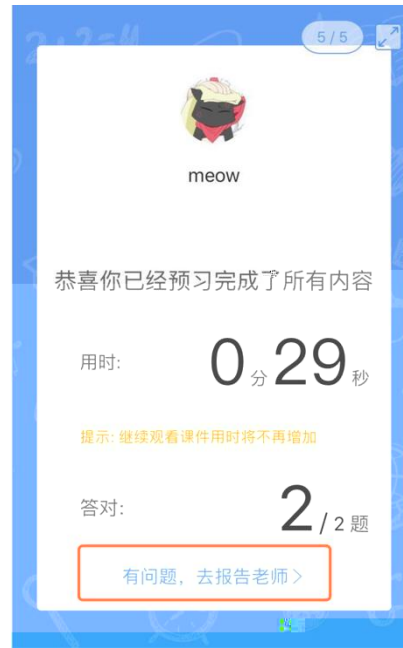 5/5
meow
恭喜你已经预习完成了所有内容
用时: 0分29秒
提示: 继续观看课件用时将不再增加
答对: 2/2题
有问题，去报告老师>